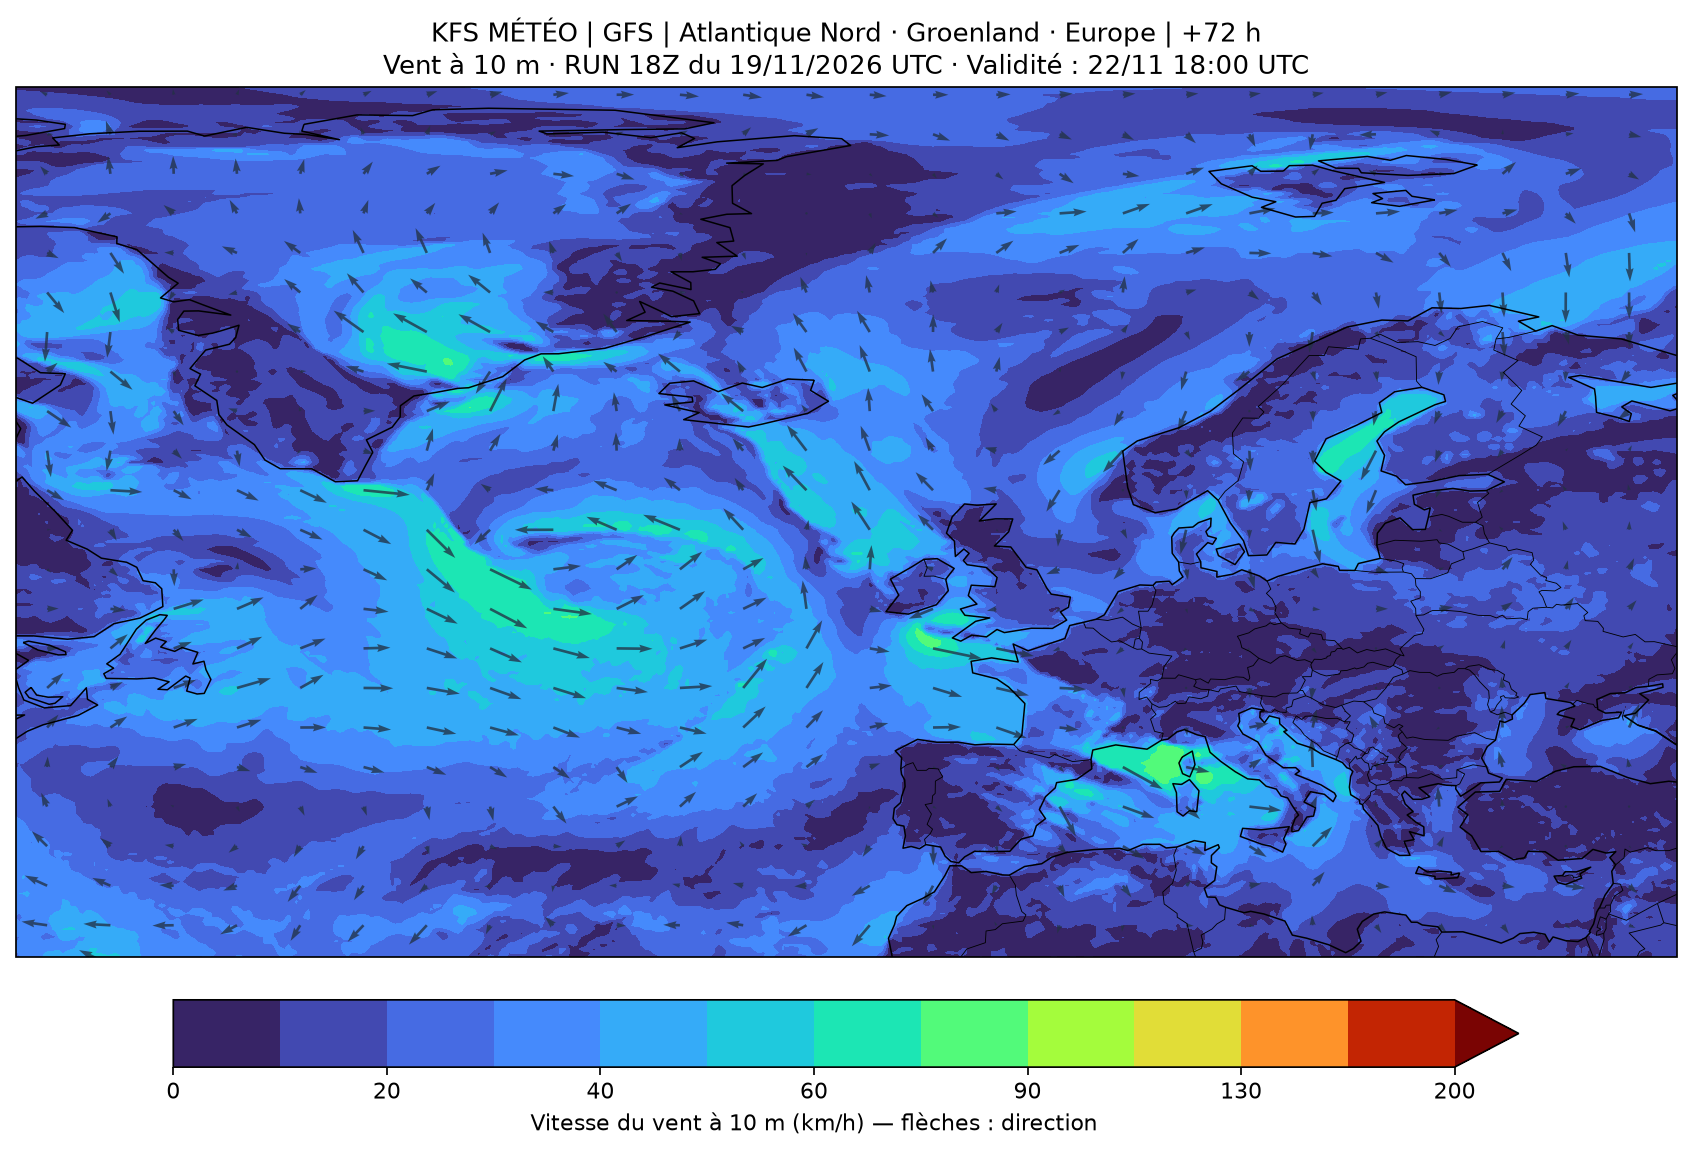 KFS MÉTÉO | GFS | Atlantique Nord · Groenland · Europe | +72 h
Vent à 10 m · RUN 18Z du 19/11/2026 UTC · Validité : 22/11 18:00 UTC
0 20 40 60 90 130 200
Vitesse du vent à 10 m (km/h) — flèches : direction